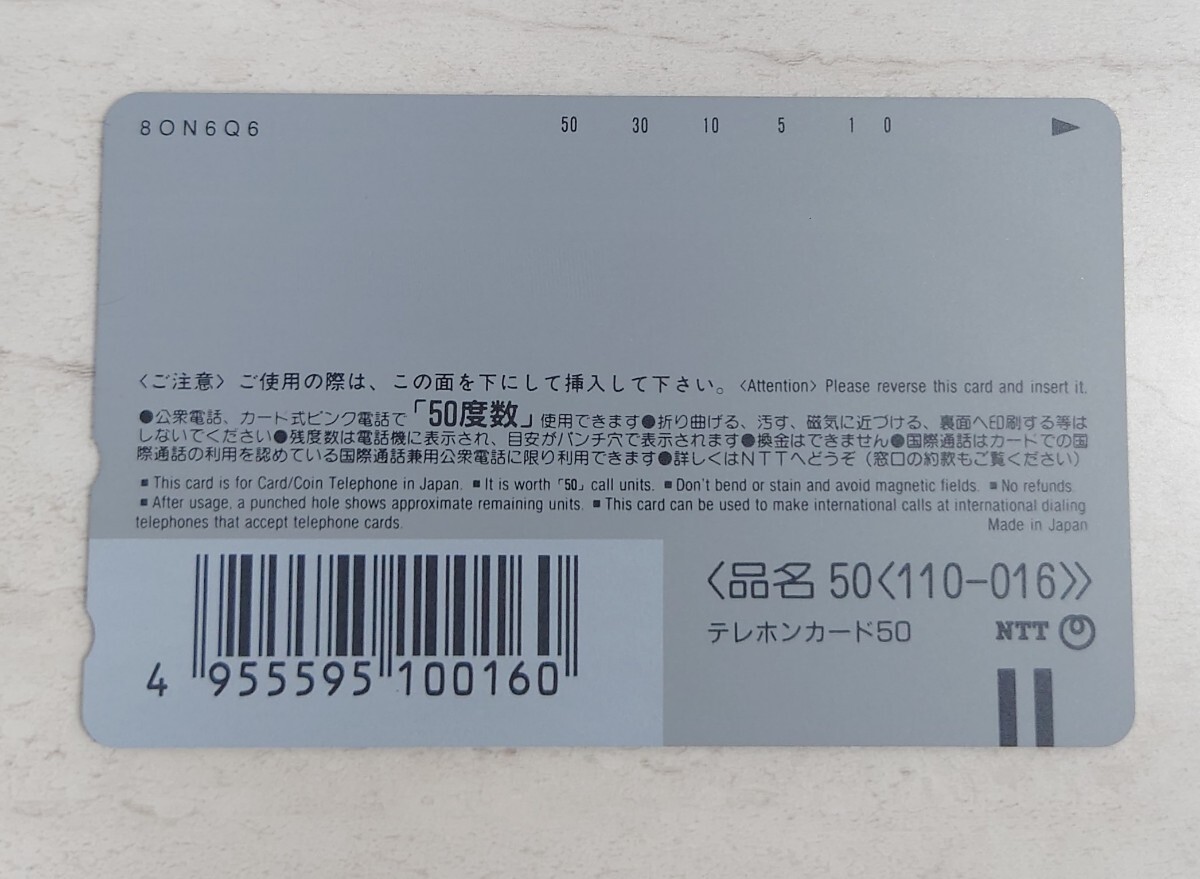 8ON6Q6 50 30 10 5 1 0
〈ご注意〉ご使用の際は、この面を下にして挿入して下さい。〈Attention〉Please reverse this card and insert it.
●公衆電話、カード式ピンク電話で「50度数」使用できます●折り曲げる、汚す、磁気に近づける、裏面へ印刷する等は
しないでください●残度数は電話機に表示され、目安がパンチ穴で表示されます●換金はできません●国際通話はカードでの国
際通話の利用を認めている国際通話兼用公衆電話に限り利用できます●詳しくはNTTへどうぞ(窓口の約款もご覧ください)
■This card is for Card/Coin Telephone in Japan. ■It is worth「50」call units. ■Don't bend or stain and avoid magnetic fields. ■No refunds.
■After usage, a punched hole shows approximate remaining units. ■This card can be used to make international calls at international dialing
telephones that accept telephone cards.
Made in Japan
〈品名 50〈110-016〉〉
テレホンカード50 NTT
4 955595 100160